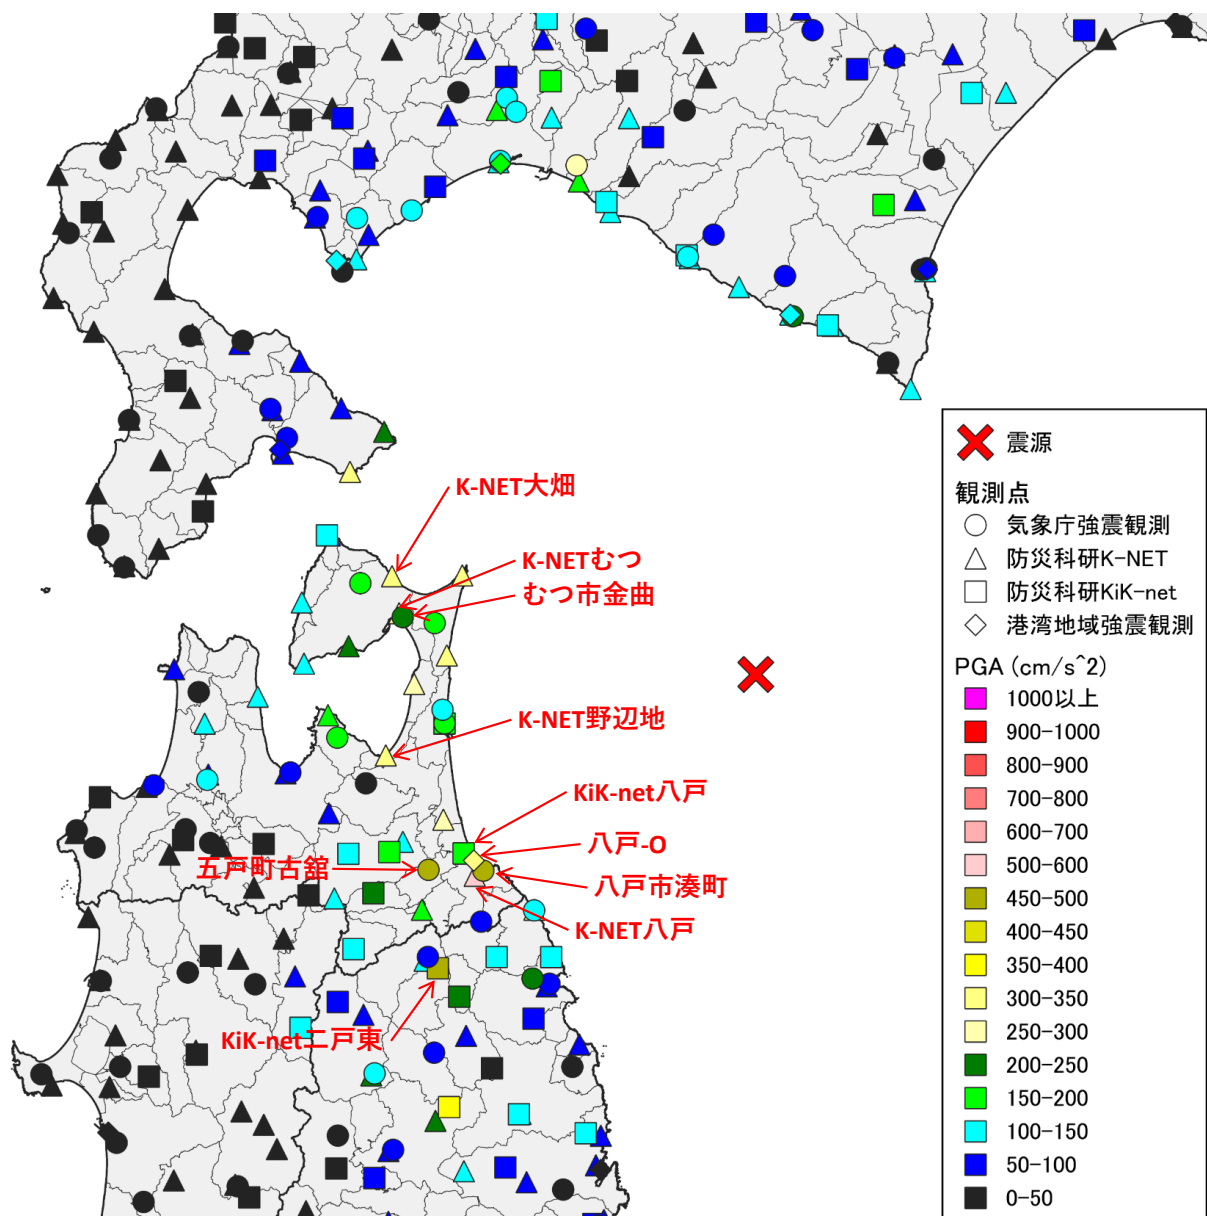 K-NET大畑
K-NETむつ
むつ市金曲
K-NET野辺地
KiK-net八戸
八戸-O
五戸町古舘
八戸市湊町
K-NET八戸
KiK-net二戸東
震源
観測点
気象庁強震観測
防災科研K-NET
防災科研KiK-net
港湾地域強震観測
PGA (cm/s^2)
1000以上
900-1000
800-900
700-800
600-700
500-600
450-500
400-450
350-400
300-350
250-300
200-250
150-200
100-150
50-100
0-50